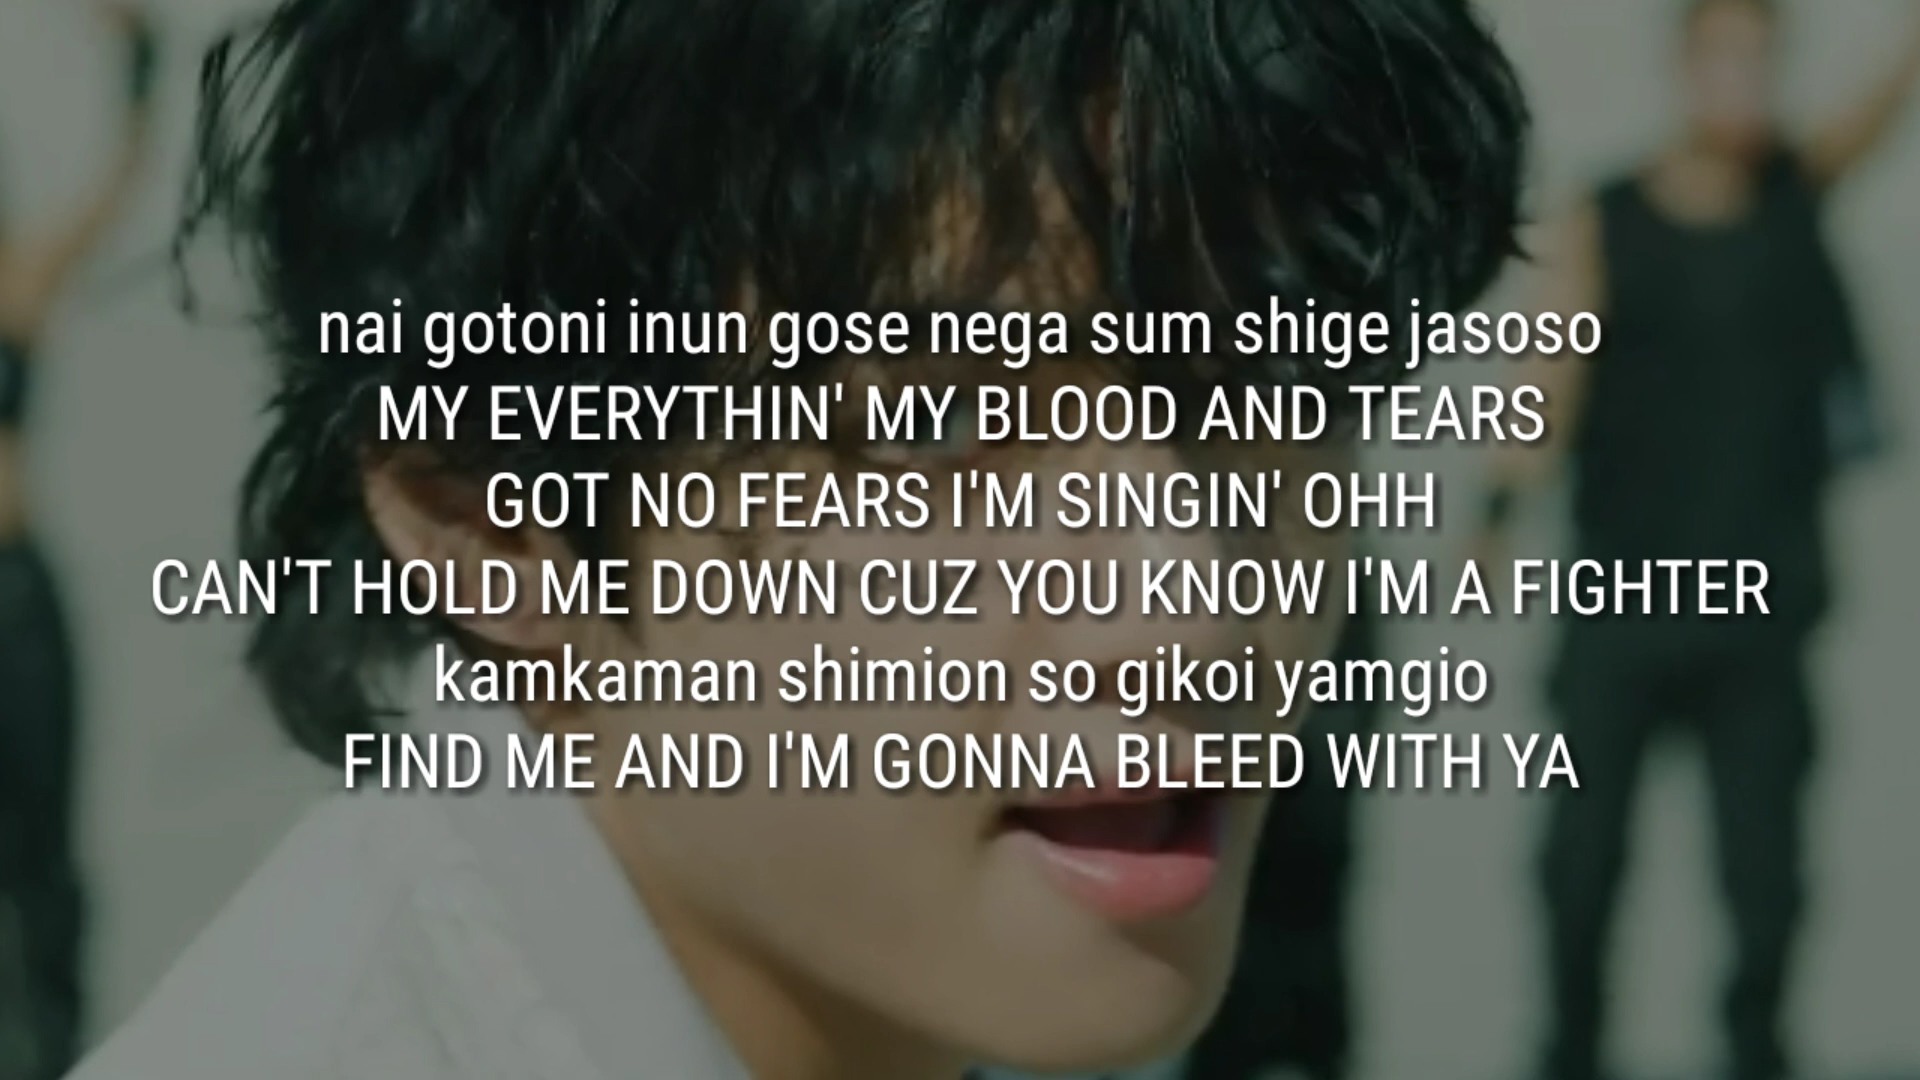 nai gotoni inun gose nega sum shige jasoso
MY EVERYTHIN' MY BLOOD AND TEARS
GOT NO FEARS I'M SINGIN' OHH
CAN'T HOLD ME DOWN CUZ YOU KNOW I'M A FIGHTER
kamkaman shimion so gikoi yamgio
FIND ME AND I'M GONNA BLEED WITH YA